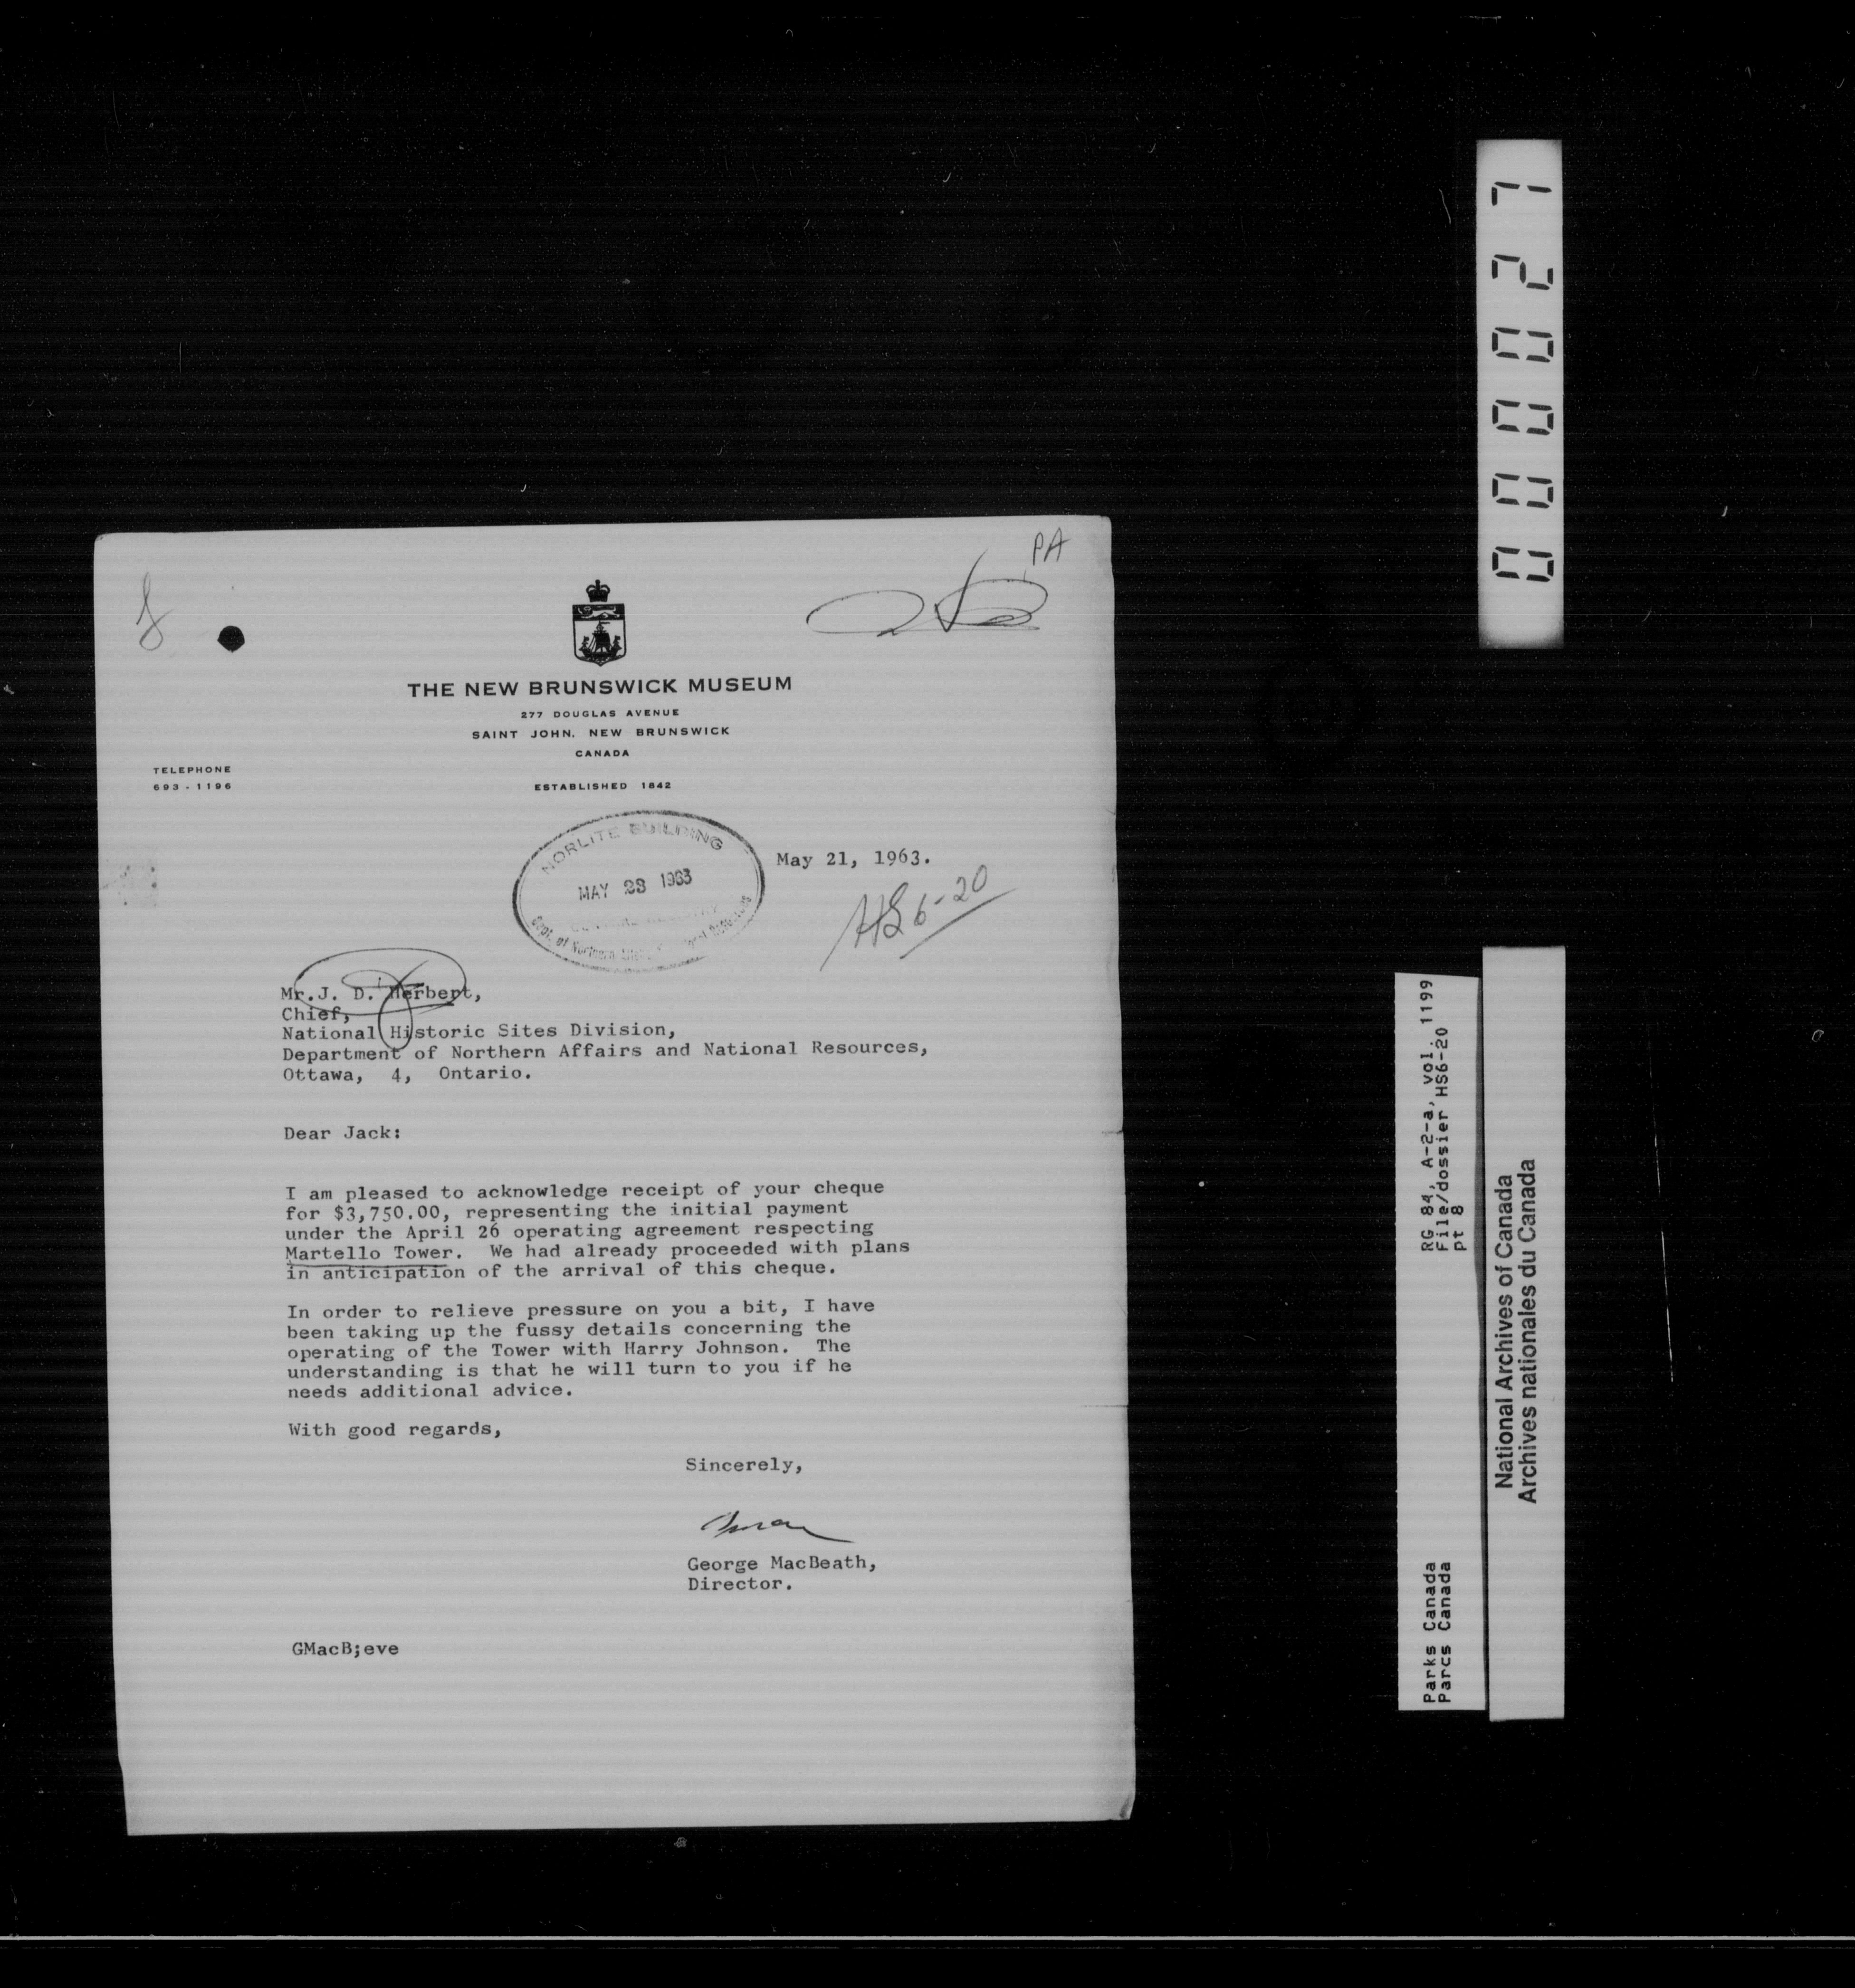 PA
THE NEW BRUNSWICK MUSEUM
277 DOUGLAS AVENUE
SAINT JOHN, NEW BRUNSWICK
CANADA
TELEPHONE
693-1196
ESTABLISHED 1842
NORLITE BUILDING
MAY 23 1963
Dept. of Northern
May 21, 1963.
HS6-20
Mr.J. D. Herbert,
Chief,
National Historic Sites Division,
Department of Northern Affairs and National Resources,
Ottawa, 4, Ontario.
Dear Jack:
I am pleased to acknowledge receipt of your cheque
for $3,750.00, representing the initial payment
under the April 26 operating agreement respecting
Martello Tower. We had already proceeded with plans
in anticipation of the arrival of this cheque.
In order to relieve pressure on you a bit, I have
been taking up the fussy details concerning the
operating of the Tower with Harry Johnson. The
understanding is that he will turn to you if he
needs additional advice.
With good regards,
Sincerely,
George MacBeath,
Director.
GMacB;eve
000027
RG 84, A-2-a, vol. 1199
File/dossier HS6-20
pt 8
Parks Canada
Parcs Canada
National Archives of Canada
Archives nationales du Canada